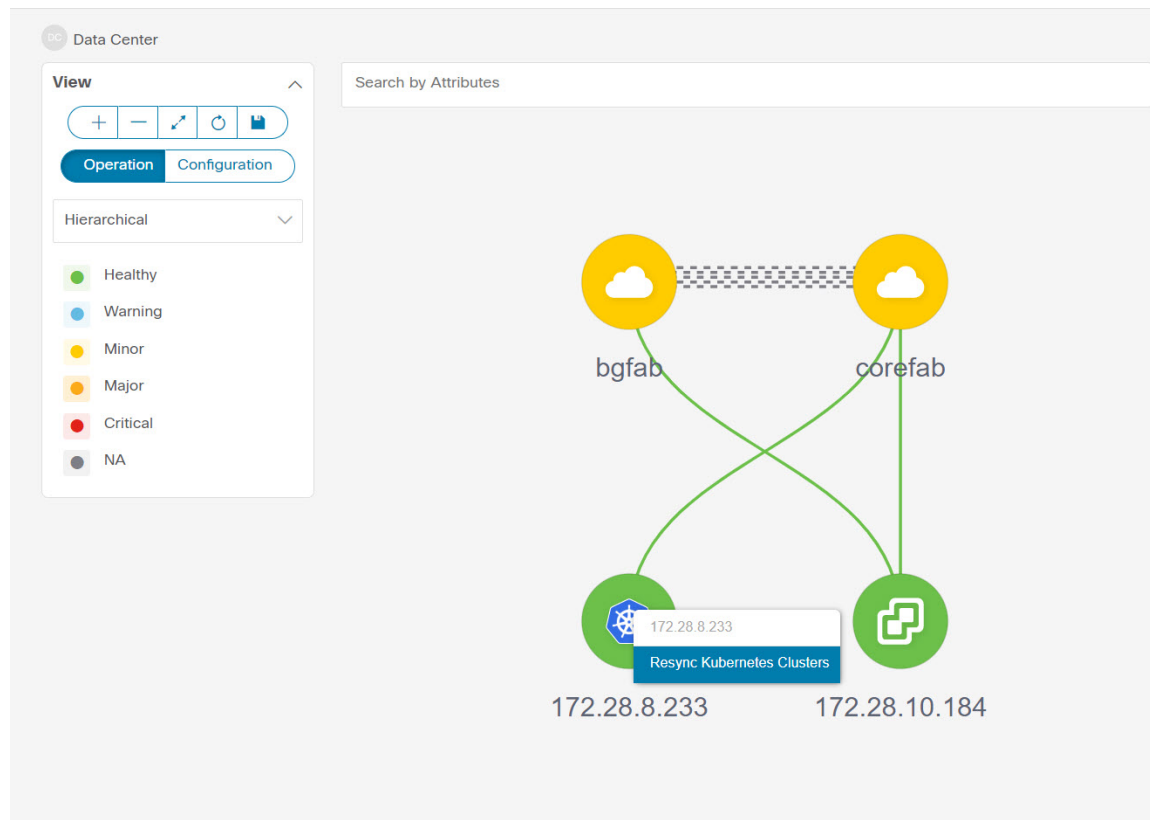 DC Data Center
View
Search by Attributes
Operation Configuration
Hierarchical
Healthy
Warning
Minor
Major
Critical
NA
bgfab
corefab
172.28.8.233
Resync Kubernetes Clusters
172.28.8.233
172.28.10.184